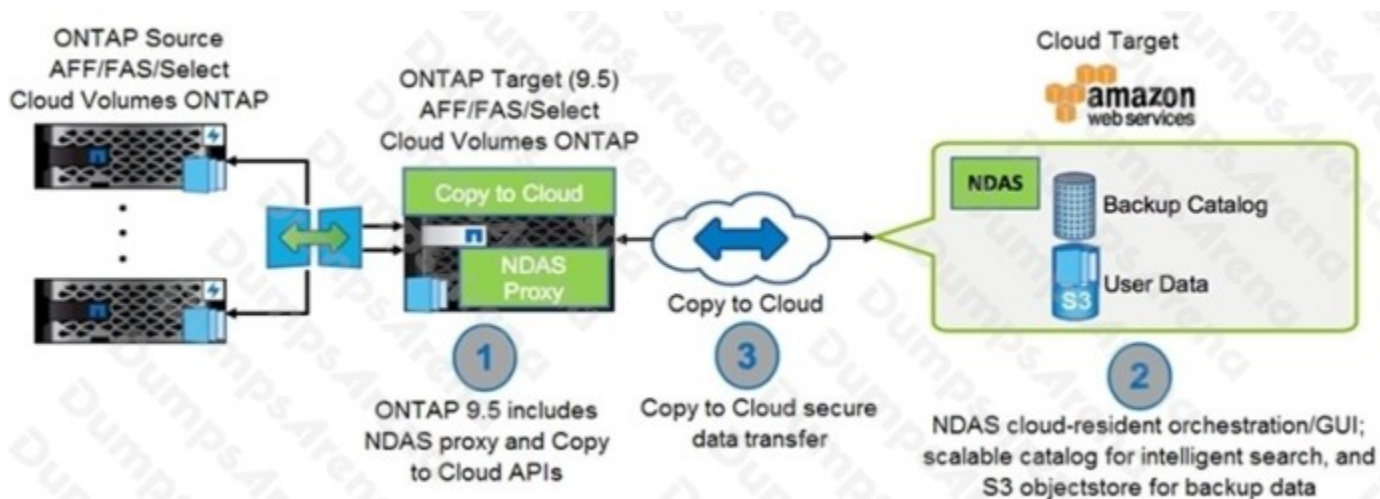 ONTAP Source
AFF/FAS/Select
Cloud Volumes ONTAP
ONTAP Target (9.5)
AFF/FAS/Select
Cloud Volumes ONTAP
Copy to Cloud
NDAS
Proxy
1
ONTAP 9.5 includes
NDAS proxy and Copy
to Cloud APIs
Copy to Cloud
3
Copy to Cloud secure
data transfer
Cloud Target
amazon
web services
NDAS
Backup Catalog
User Data
S3
2
NDAS cloud-resident orchestration/GUI;
scalable catalog for intelligent search, and
S3 objectstore for backup data
DumpsArena